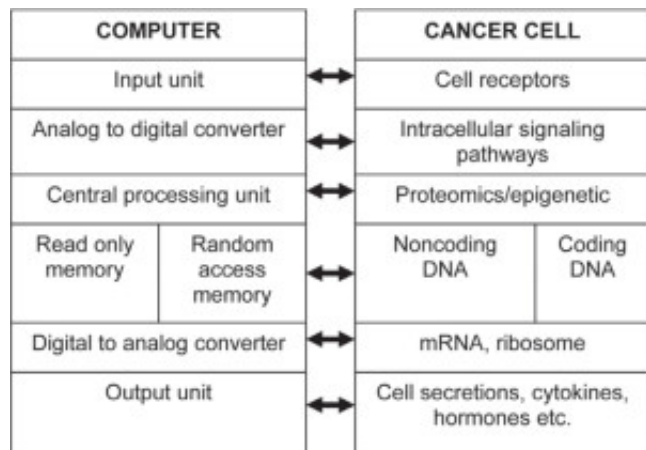 COMPUTER
CANCER CELL
Input unit
Cell receptors
Analog to digital converter
Intracellular signaling
pathways
Central processing unit
Proteomics/epigenetic
Read only
memory
Random
access
memory
Noncoding
DNA
Coding
DNA
Digital to analog converter
mRNA, ribosome
Output unit
Cell secretions, cytokines,
hormones etc.